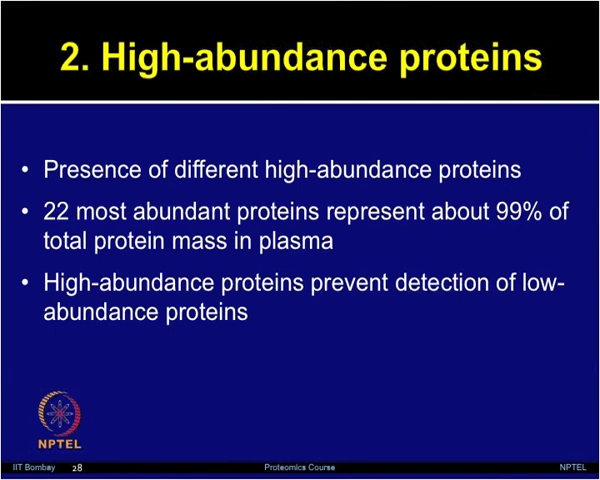 2. High-abundance proteins
• Presence of different high-abundance proteins
• 22 most abundant proteins represent about 99% of
total protein mass in plasma
• High-abundance proteins prevent detection of low-
abundance proteins
NPTEL
IIT Bombay 28 Proteomics Course NPTEL